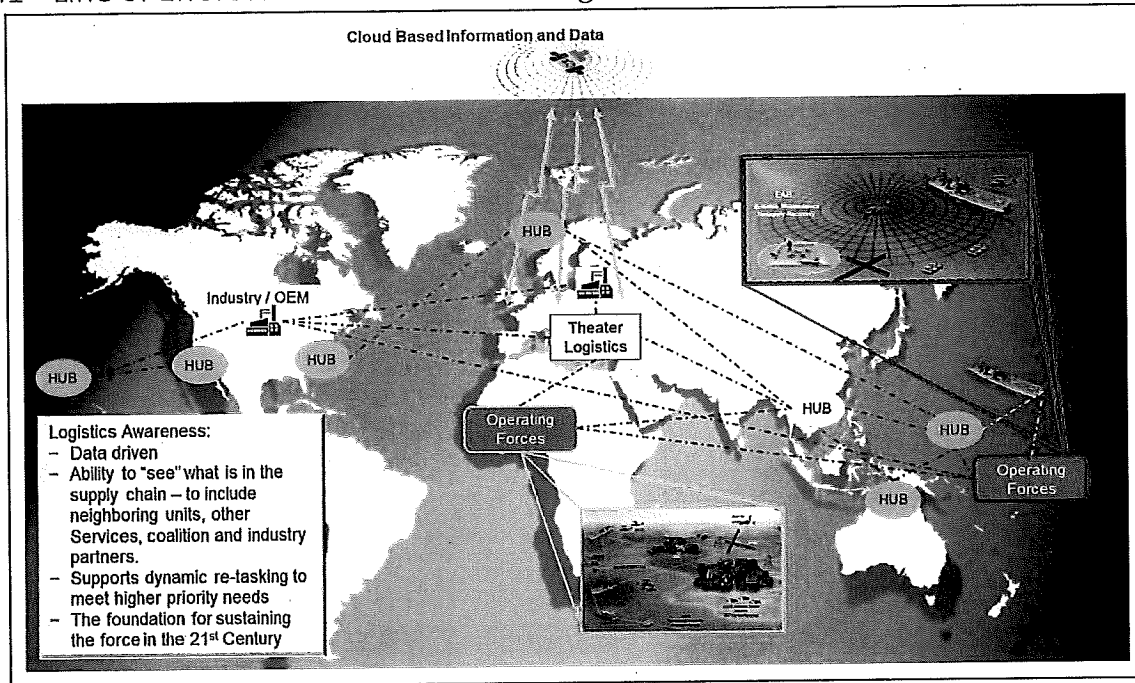 Cloud Based Information and Data
HUB
Industry / OEM
Theater
Logistics
HUB
HUB
HUB
HUB
HUB
HUB
Operating
Forces
Operating
Forces
EAB
Logistics Awareness:
– Data driven
– Ability to "see" what is in the
supply chain – to include
neighboring units, other
Services, coalition and industry
partners.
– Supports dynamic re-tasking to
meet higher priority needs
– The foundation for sustaining
the force in the 21st Century